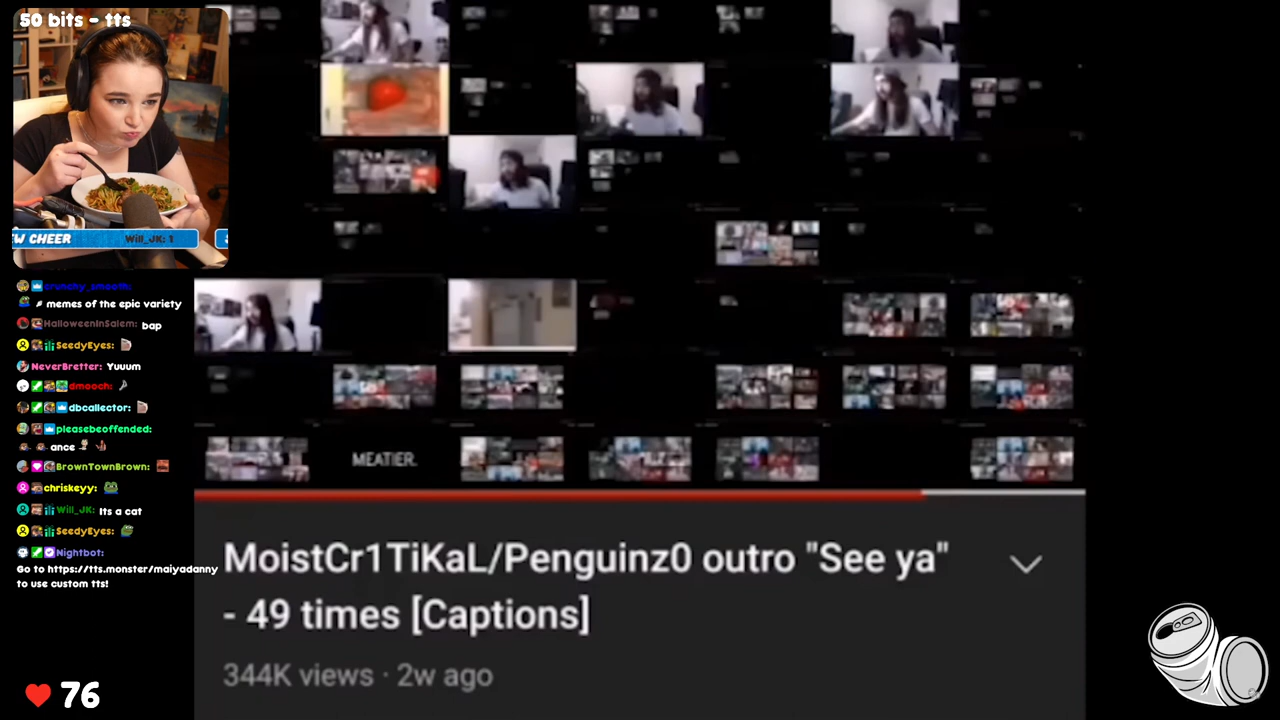 50 bits - tts
EW CHEER
Will_JK: 1
crunchy_smooth:
memes of the epic variety
HalloweenInSalem: bap
SeedyEyes:
NeverBretter: Yuuum
dmooch:
dbcallector:
pleasebeoffended:
ance
BrownTownBrown:
chriskeyy:
Will_JK: Its a cat
SeedyEyes:
Nightbot:
Go to https://tts.monster/maiyadanny
to use custom tts!
76
MEATIER.
MoistCr1TiKaL/Penguinz0 outro "See ya"
- 49 times [Captions]
344K views · 2w ago